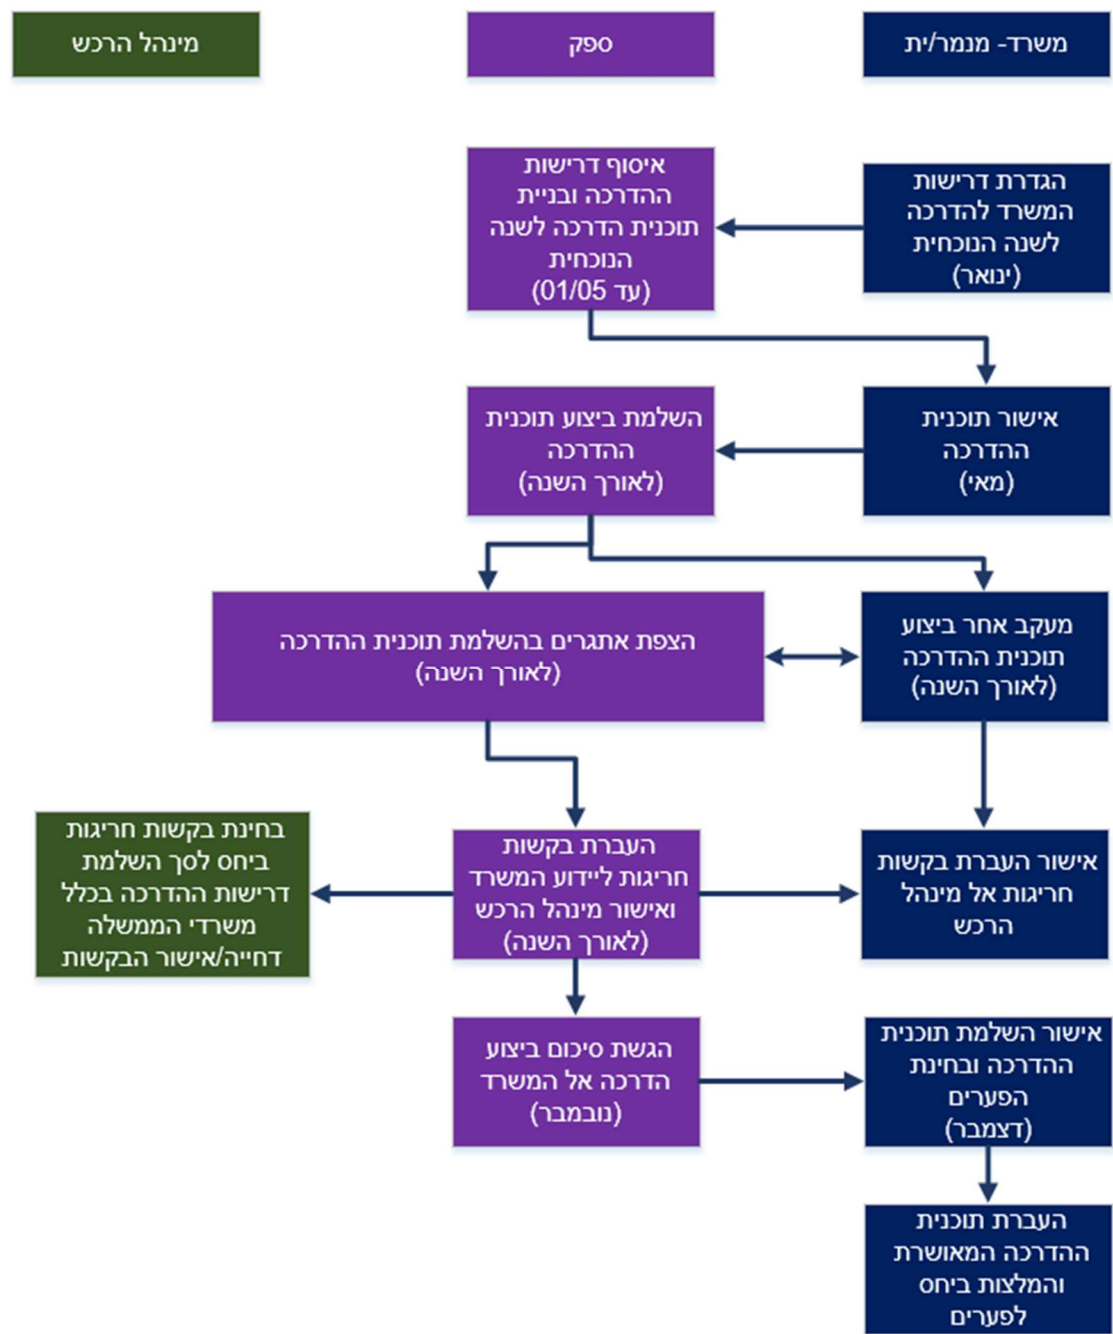 משרד- מנמר/ית
ספק
מינהל הרכש
הגדרת דרישות
המשרד להדרכה
לשנה הנוכחית
(ינואר)
איסוף דרישות
ההדרכה ובניית
תוכנית הדרכה לשנה
הנוכחית
(עד 01/05)
אישור תוכנית
ההדרכה
(מאי)
השלמת ביצוע תוכנית
ההדרכה
(לאורך השנה)
מעקב אחר ביצוע
תוכנית ההדרכה
(לאורך השנה)
הצפת אתגרים בהשלמת תוכנית ההדרכה
(לאורך השנה)
אישור העברת בקשות
חריגות אל מינהל
הרכש
העברת בקשות
חריגות ליידוע המשרד
ואישור מינהל הרכש
(לאורך השנה)
בחינת בקשות חריגות
ביחס לסך השלמת
דרישות ההדרכה בכלל
משרדי הממשלה
דחייה/אישור הבקשות
אישור השלמת תוכנית
ההדרכה ובחינת
הפערים
(דצמבר)
הגשת סיכום ביצוע
הדרכה אל המשרד
(נובמבר)
העברת תוכנית
ההדרכה המאושרת
והמלצות ביחס
לפערים